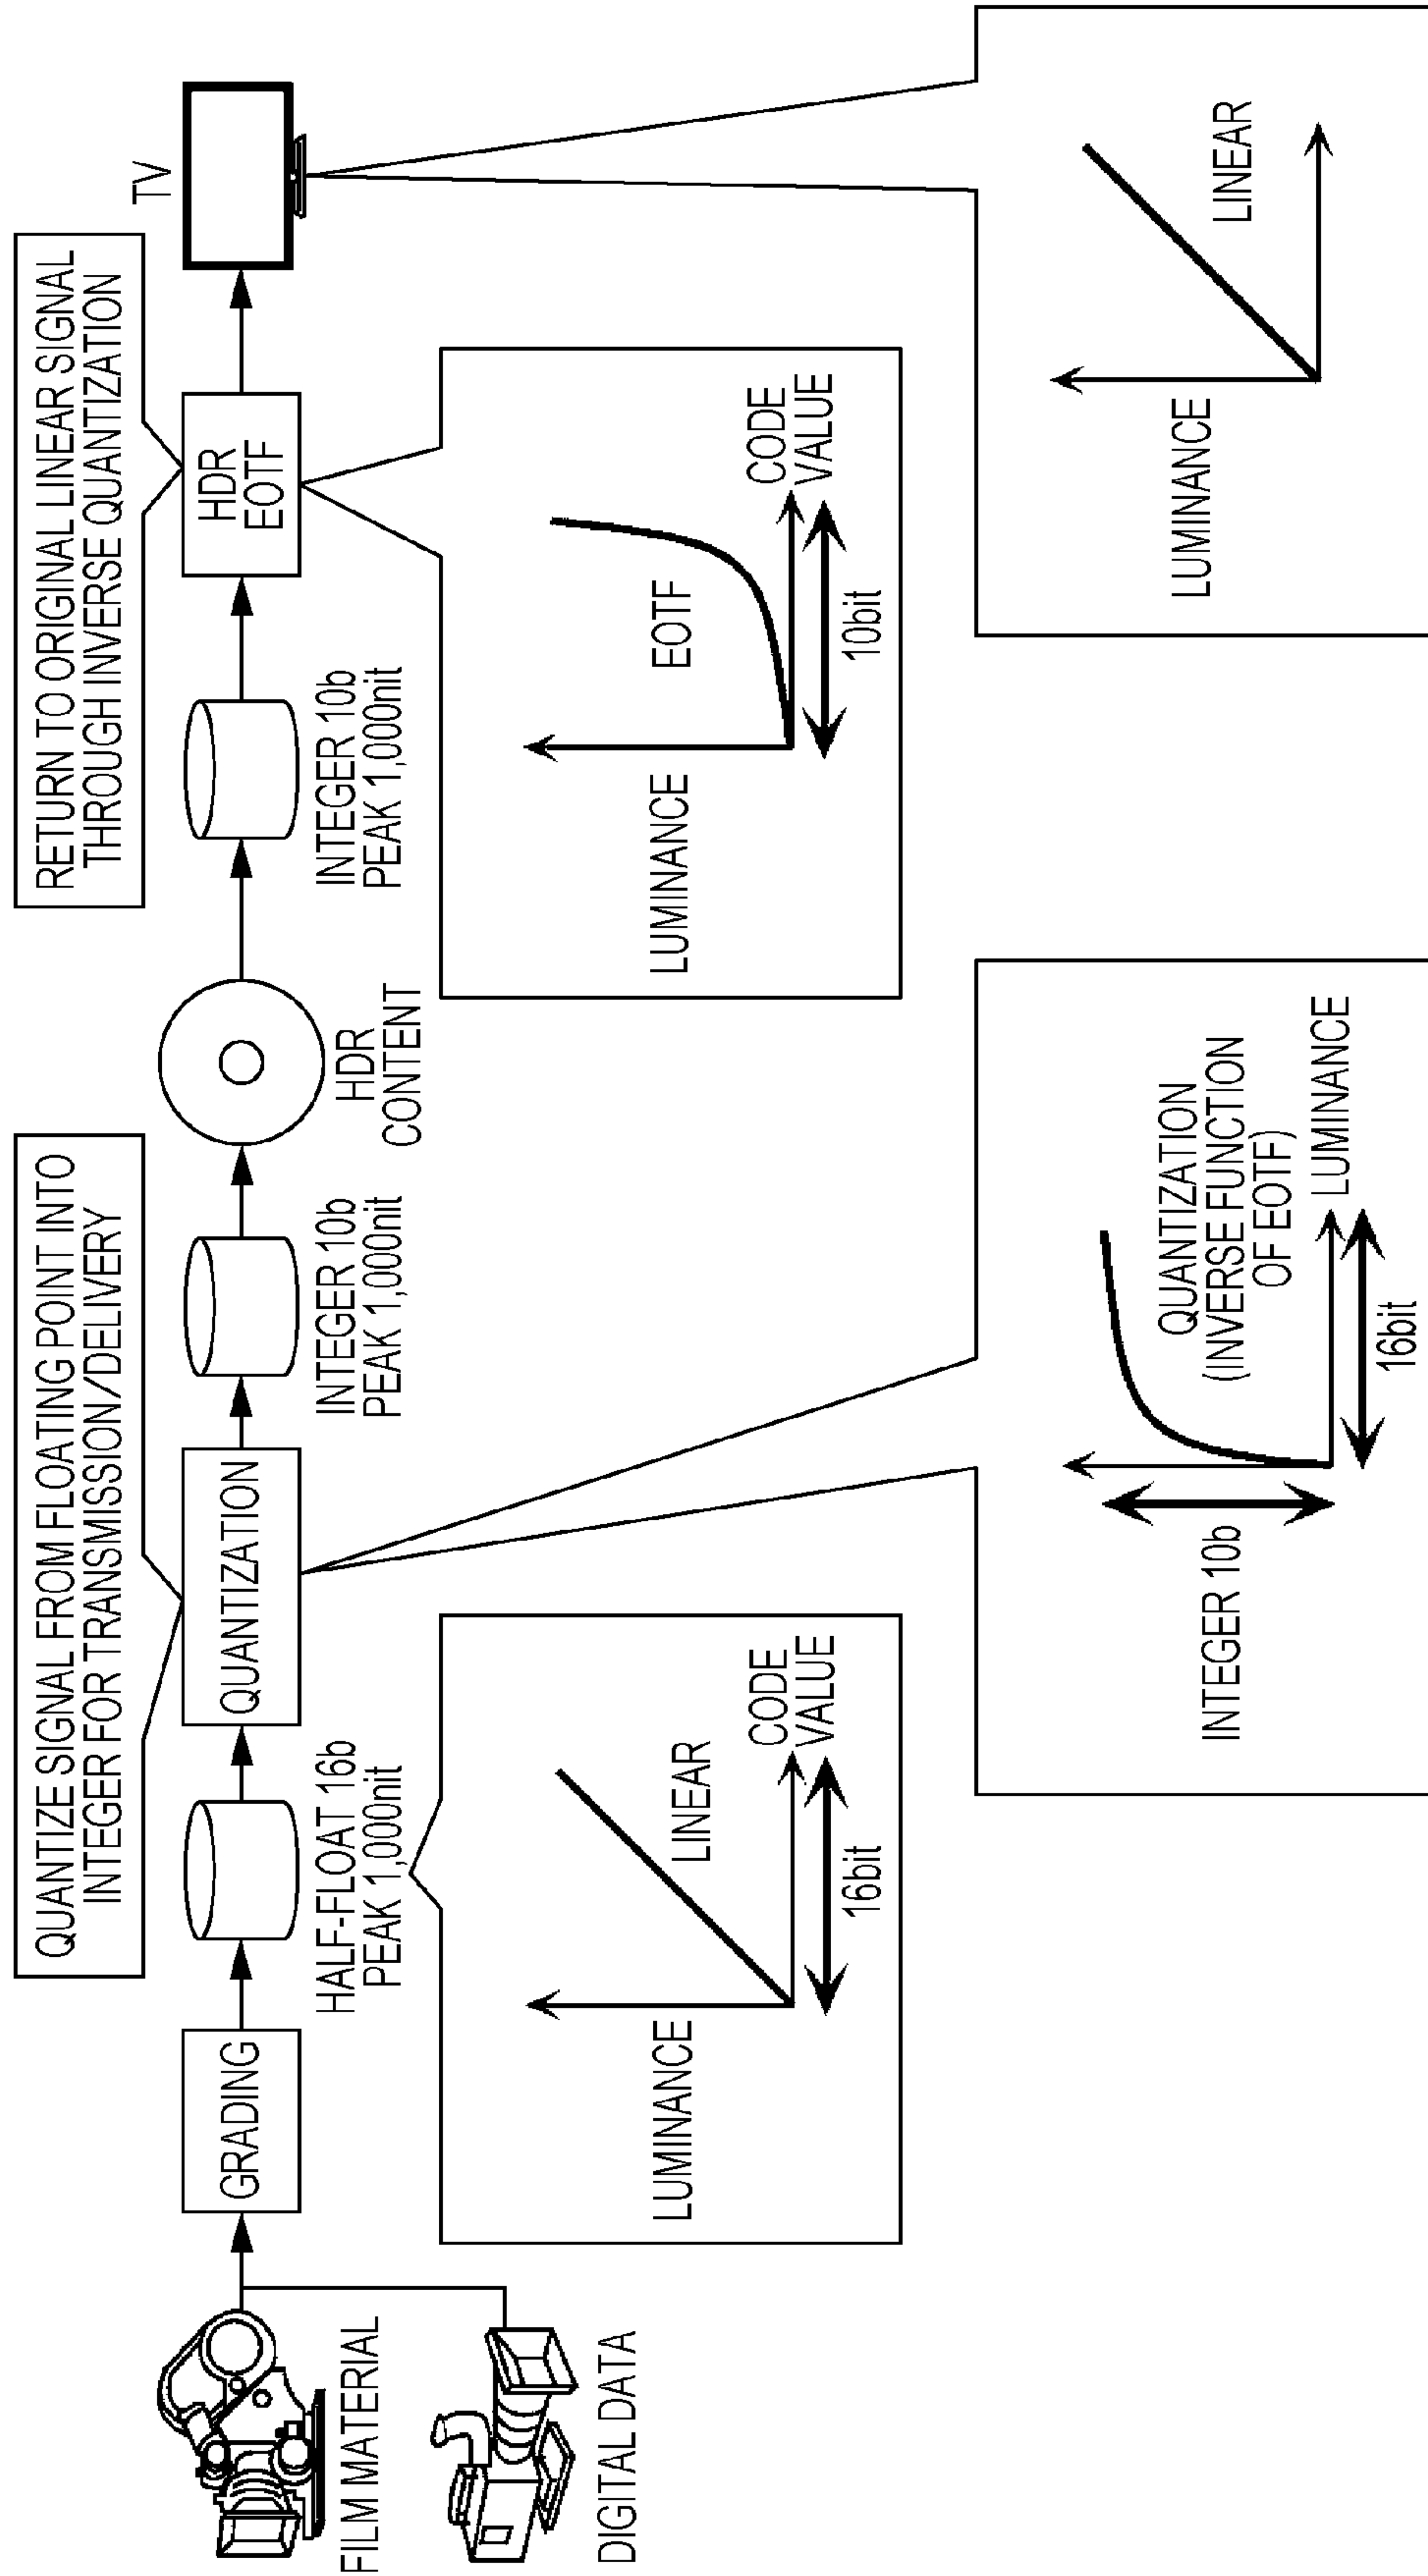 QUANTIZE SIGNAL FROM FLOATING POINT INTO
INTEGER FOR TRANSMISSION/DELIVERY
RETURN TO ORIGINAL LINEAR SIGNAL
THROUGH INVERSE QUANTIZATION
FILM MATERIAL
DIGITAL DATA
GRADING
HALF-FLOAT 16b
PEAK 1,000nit
QUANTIZATION
INTEGER 10b
PEAK 1,000nit
HDR
CONTENT
INTEGER 10b
PEAK 1,000nit
HDR
EOTF
TV
LUMINANCE
LINEAR
CODE
VALUE
16bit
LUMINANCE
EOTF
CODE
VALUE
10bit
INTEGER 10b
QUANTIZATION
(INVERSE FUNCTION
OF EOTF)
LUMINANCE
16bit
LUMINANCE
LINEAR